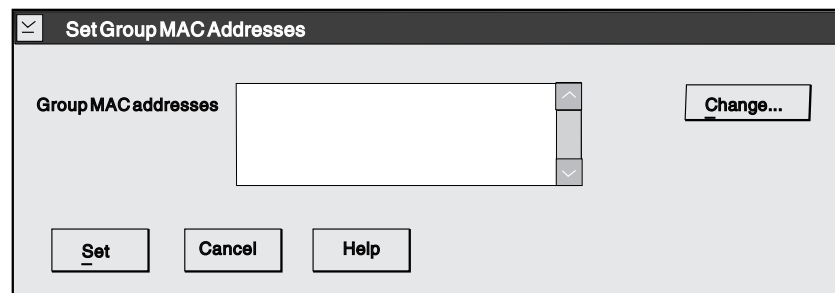 Set Group MAC Addresses
Group MAC addresses
Change...
Set
Cancel
Help